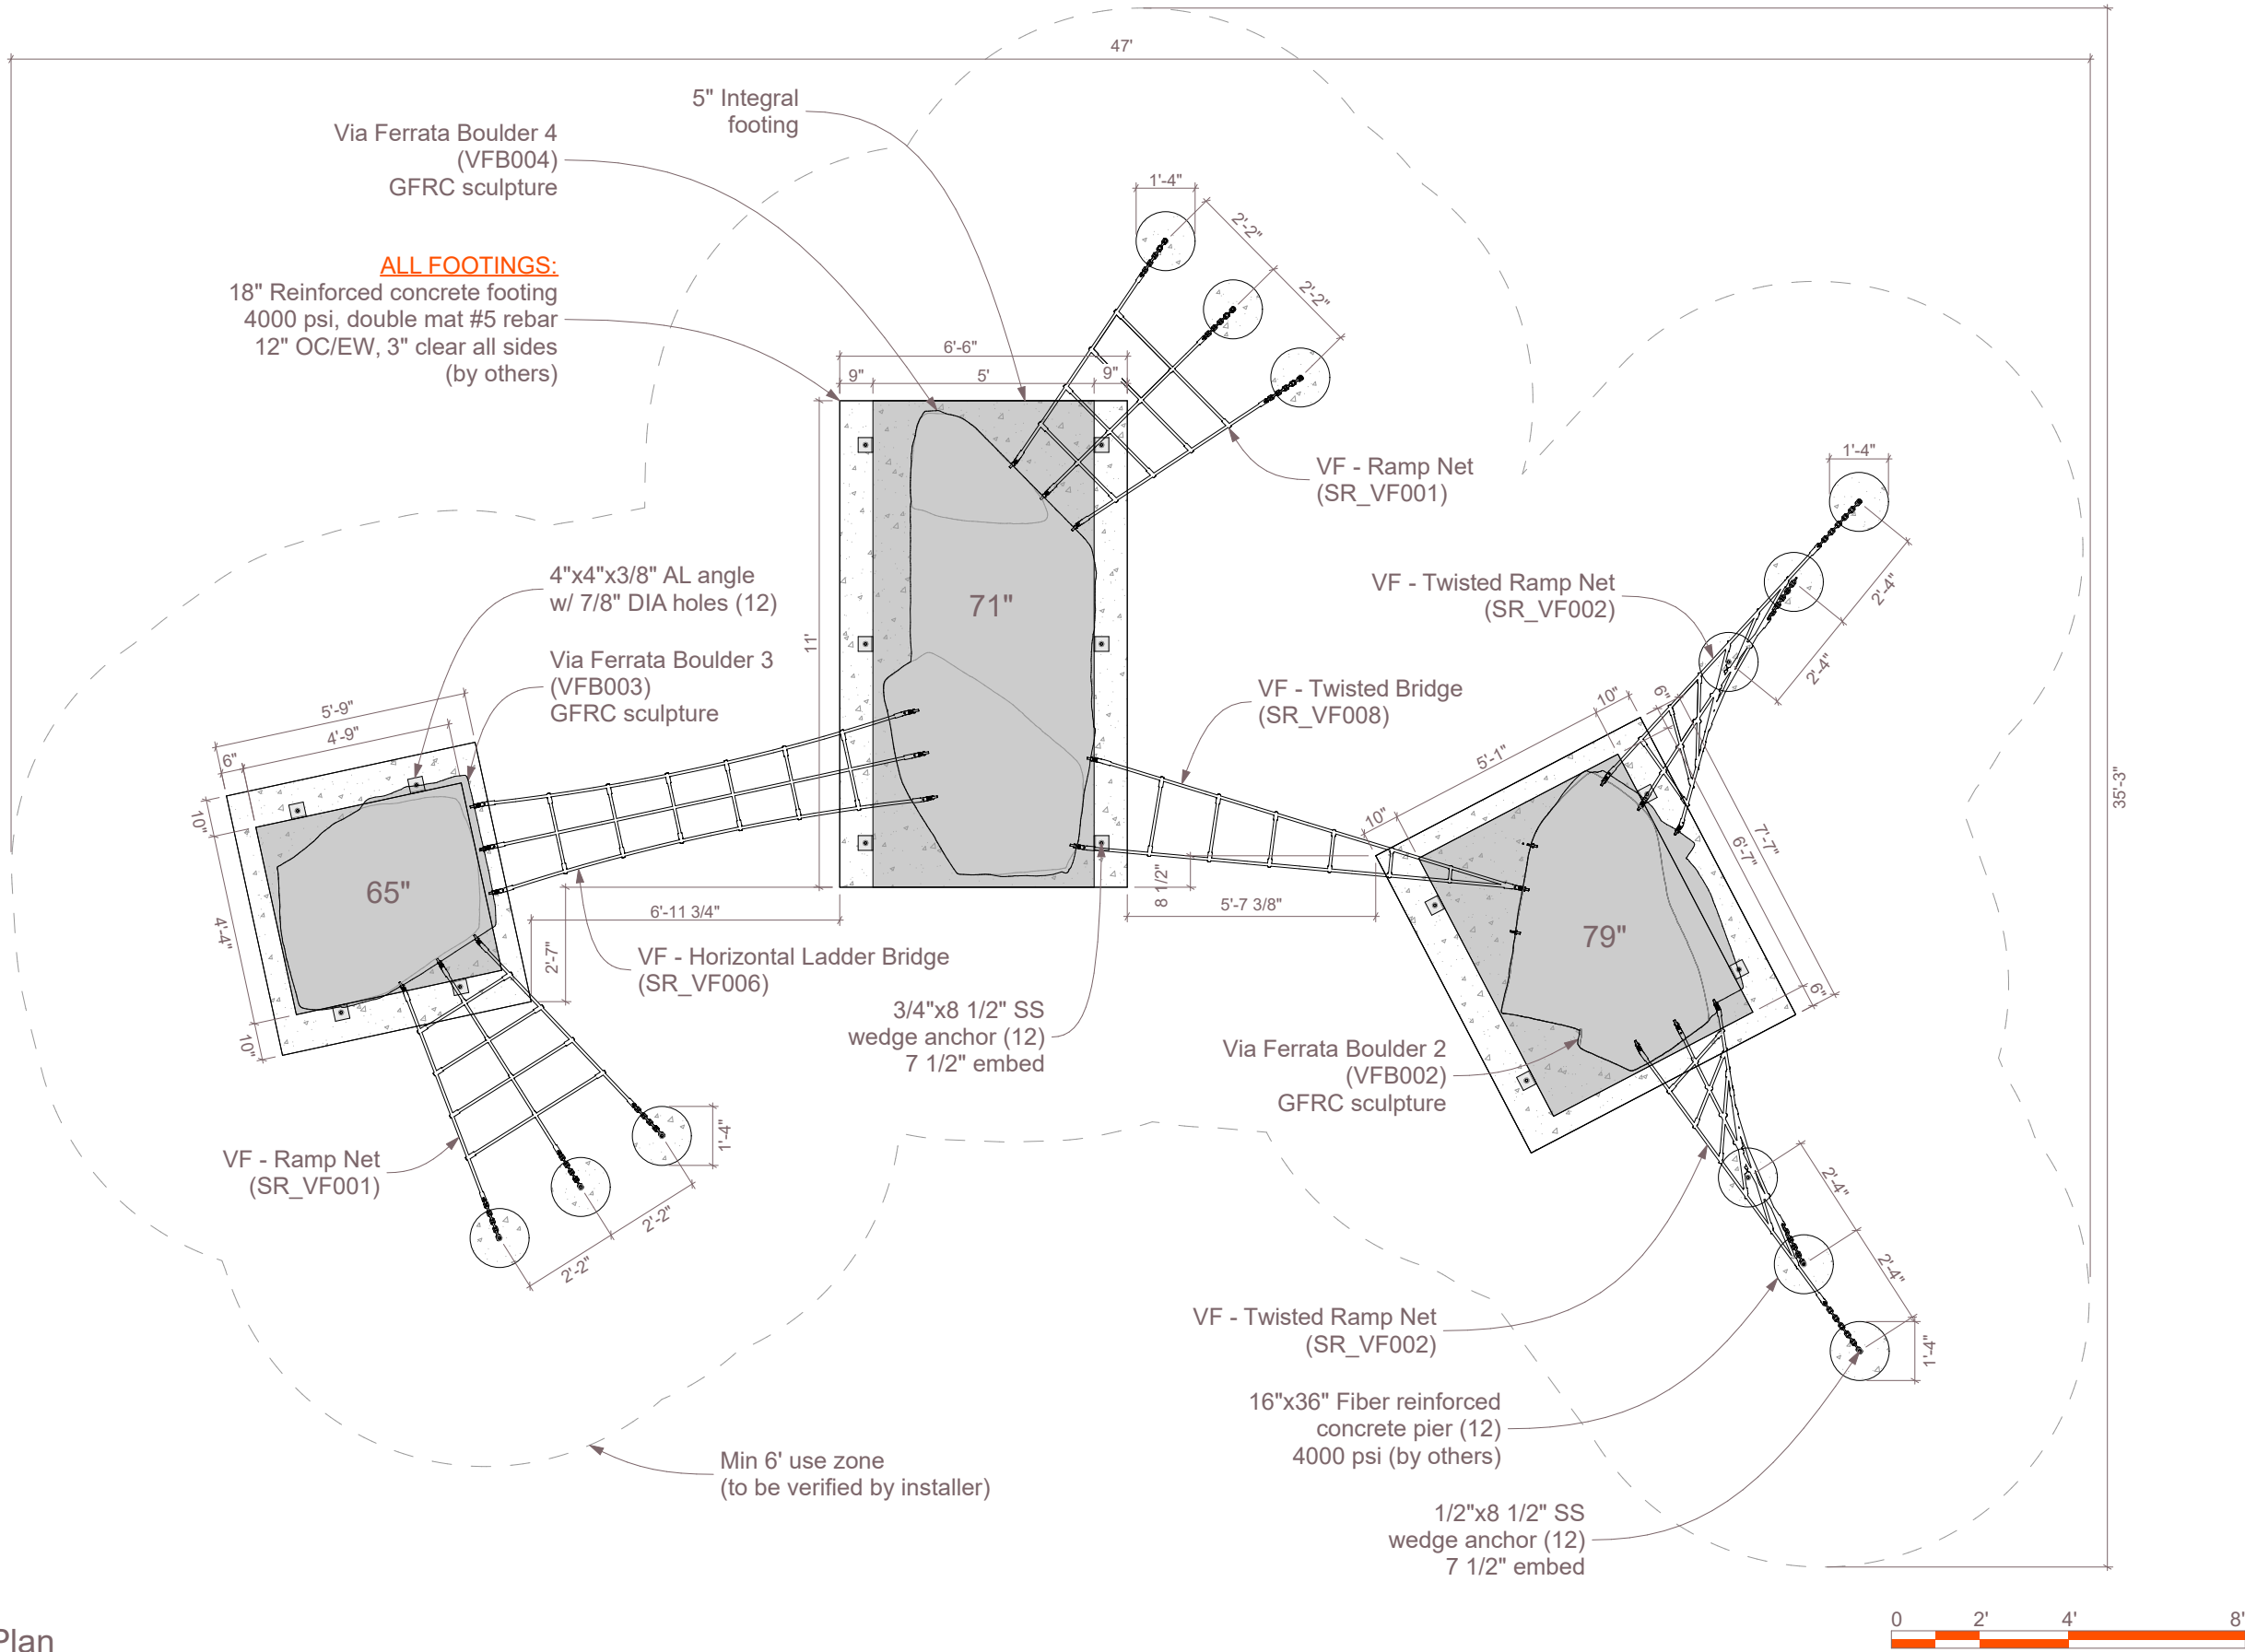 47'
5" Integral
footing
Via Ferrata Boulder 4
(VFB004)
GFRC sculpture
ALL FOOTINGS:
18" Reinforced concrete footing
4000 psi, double mat #5 rebar
12" OC/EW, 3" clear all sides
(by others)
1'-4"
2'-2"
2'-2"
6'-6"
9"
5'
9"
11'
71"
VF - Ramp Net
(SR_VF001)
1'-4"
2'-4"
2'-4"
VF - Twisted Ramp Net
(SR_VF002)
4"x4"x3/8" AL angle
w/ 7/8" DIA holes (12)
Via Ferrata Boulder 3
(VFB003)
GFRC sculpture
VF - Twisted Bridge
(SR_VF008)
5'-9"
4'-9"
6"
10"
4'-4"
10"
65"
6'-11 3/4"
2'-7"
VF - Horizontal Ladder Bridge
(SR_VF006)
8 1/2"
5'-7 3/8"
10"
5'-1"
10"
6"
7'-7"
6'-7"
6"
79"
35'-3"
3/4"x8 1/2" SS
wedge anchor (12)
7 1/2" embed
Via Ferrata Boulder 2
(VFB002)
GFRC sculpture
VF - Ramp Net
(SR_VF001)
1'-4"
2'-2"
2'-2"
2'-4"
2'-4"
1'-4"
VF - Twisted Ramp Net
(SR_VF002)
16"x36" Fiber reinforced
concrete pier (12)
4000 psi (by others)
Min 6' use zone
(to be verified by installer)
1/2"x8 1/2" SS
wedge anchor (12)
7 1/2" embed
Plan
0 2' 4' 8'